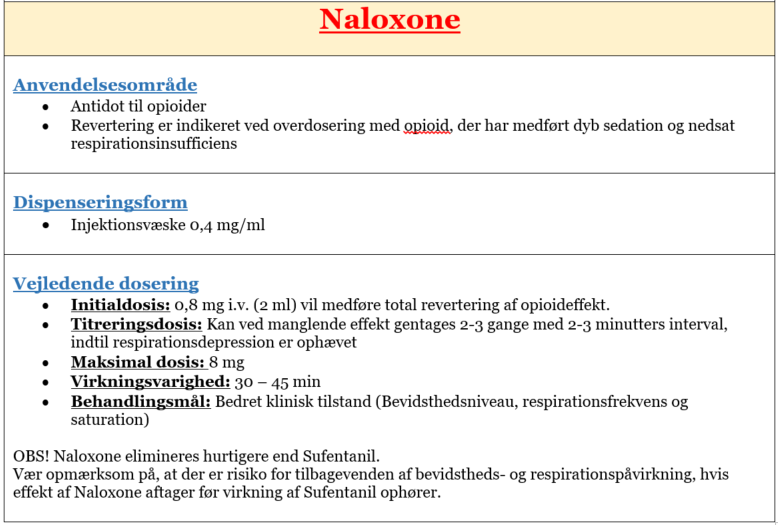 Naloxone
Anvendelsesområde
• Antidot til opioider
• Revertering er indikeret ved overdosering med opioid, der har medført dyb sedation og nedsat
respirationsinsufficiens
Dispenseringsform
• Injektionsvæske 0,4 mg/ml
Vejledende dosering
• Initialdosis: 0,8 mg i.v. (2 ml) vil medføre total revertering af opioideffekt.
• Titreringsdosis: Kan ved manglende effekt gentages 2-3 gange med 2-3 minutters interval,
indtil respirationsdepression er ophævet
• Maksimal dosis: 8 mg
• Virkningsvarighed: 30 – 45 min
• Behandlingsmål: Bedret klinisk tilstand (Bevidsthedsniveau, respirationsfrekvens og
saturation)
OBS! Naloxone elimineres hurtigere end Sufentanil.
Vær opmærksom på, at der er risiko for tilbagevenden af bevidstheds- og respirationspåvirkning, hvis
effekt af Naloxone aftager før virkning af Sufentanil ophører.